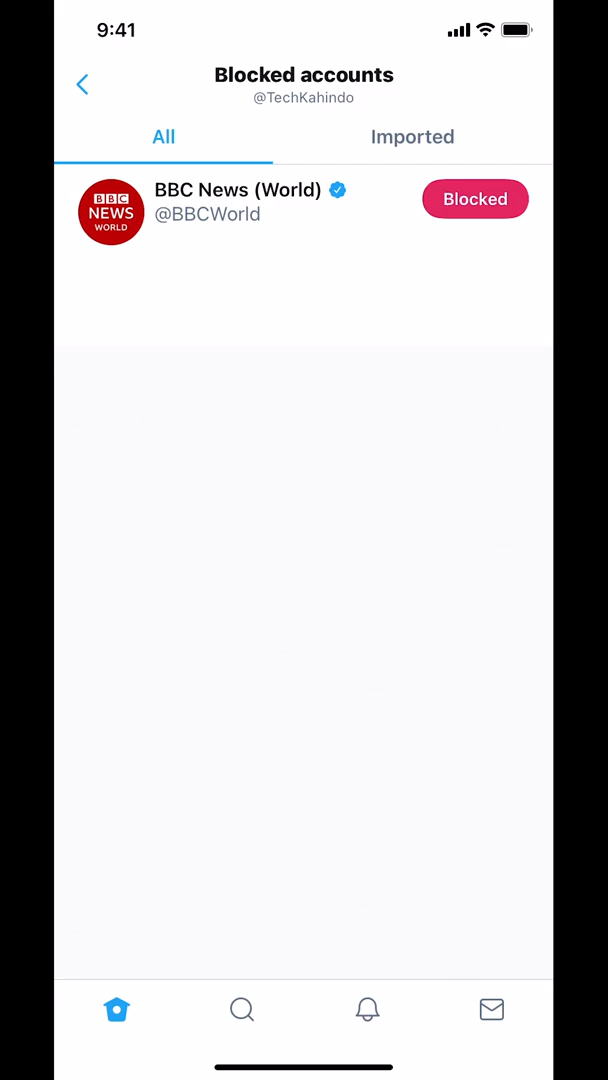 9:41
Blocked accounts
@TechKahindo
All
Imported
BBC
NEWS
WORLD
BBC News (World)
@BBCWorld
Blocked